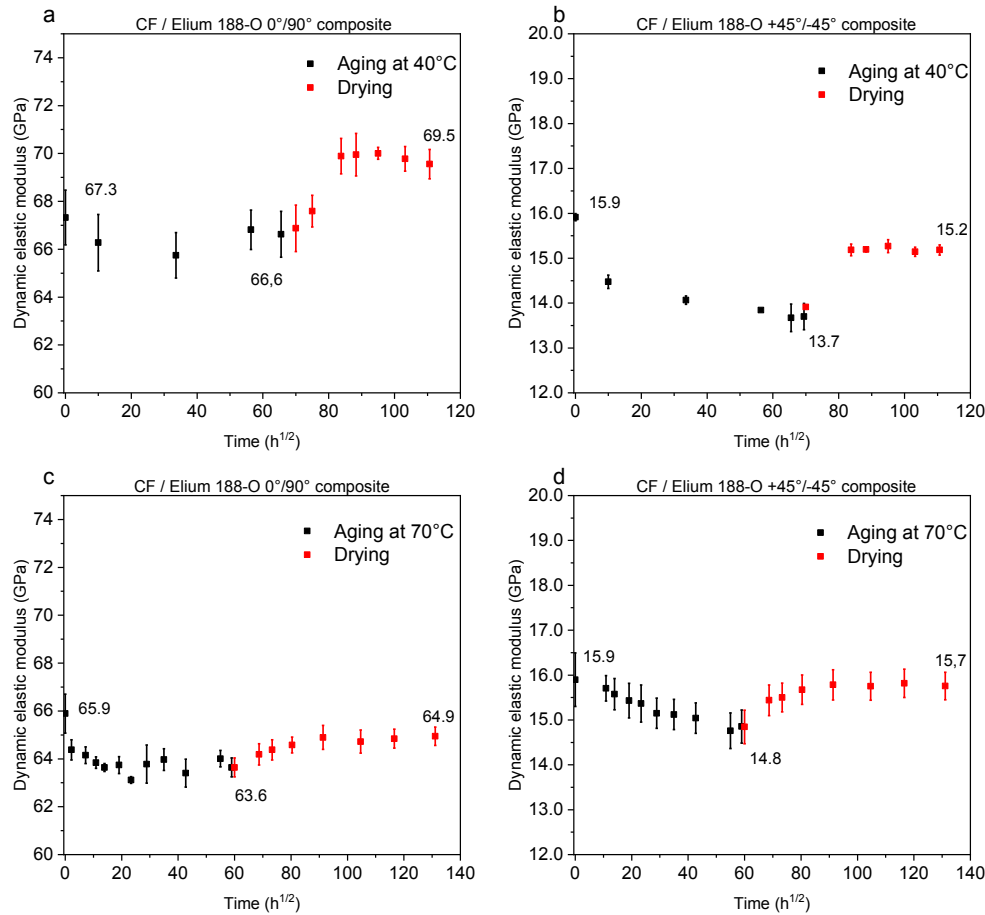 a
CF / Elium 188-O 0°/90° composite
Dynamic elastic modulus (GPa)
74
72
70
68
66
64
62
60
Aging at 40°C
Drying
67.3
66,6
69.5
0 20 40 60 80 100 120
Time (h1/2)
b
CF / Elium 188-O +45°/-45° composite
Dynamic elastic modulus (GPa)
20.0
19.0
18.0
17.0
16.0
15.0
14.0
13.0
12.0
Aging at 40°C
Drying
15.9
15.2
13.7
0 20 40 60 80 100 120
Time (h1/2)
c
CF / Elium 188-O 0°/90° composite
Dynamic elastic modulus (GPa)
74
72
70
68
66
64
62
60
Aging at 70°C
Drying
65.9
64.9
63.6
0 20 40 60 80 100 120 140
Time (h1/2)
d
CF / Elium 188-O +45°/-45° composite
Dynamic elastic modulus (GPa)
20.0
19.0
18.0
17.0
16.0
15.0
14.0
13.0
12.0
Aging at 70°C
Drying
15.9
15,7
14.8
0 20 40 60 80 100 120 140
Time (h1/2)